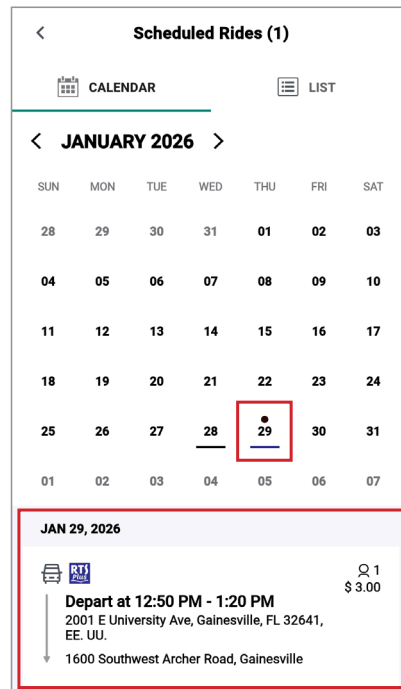 Scheduled Rides (1)
CALENDAR LIST
JANUARY 2026
SUN MON TUE WED THU FRI SAT
28 29 30 31 01 02 03
04 05 06 07 08 09 10
11 12 13 14 15 16 17
18 19 20 21 22 23 24
25 26 27 28 29 30 31
01 02 03 04 05 06 07
JAN 29, 2026
RTS Plus 1
$ 3.00
Depart at 12:50 PM - 1:20 PM
2001 E University Ave, Gainesville, FL 32641,
EE. UU.
1600 Southwest Archer Road, Gainesville